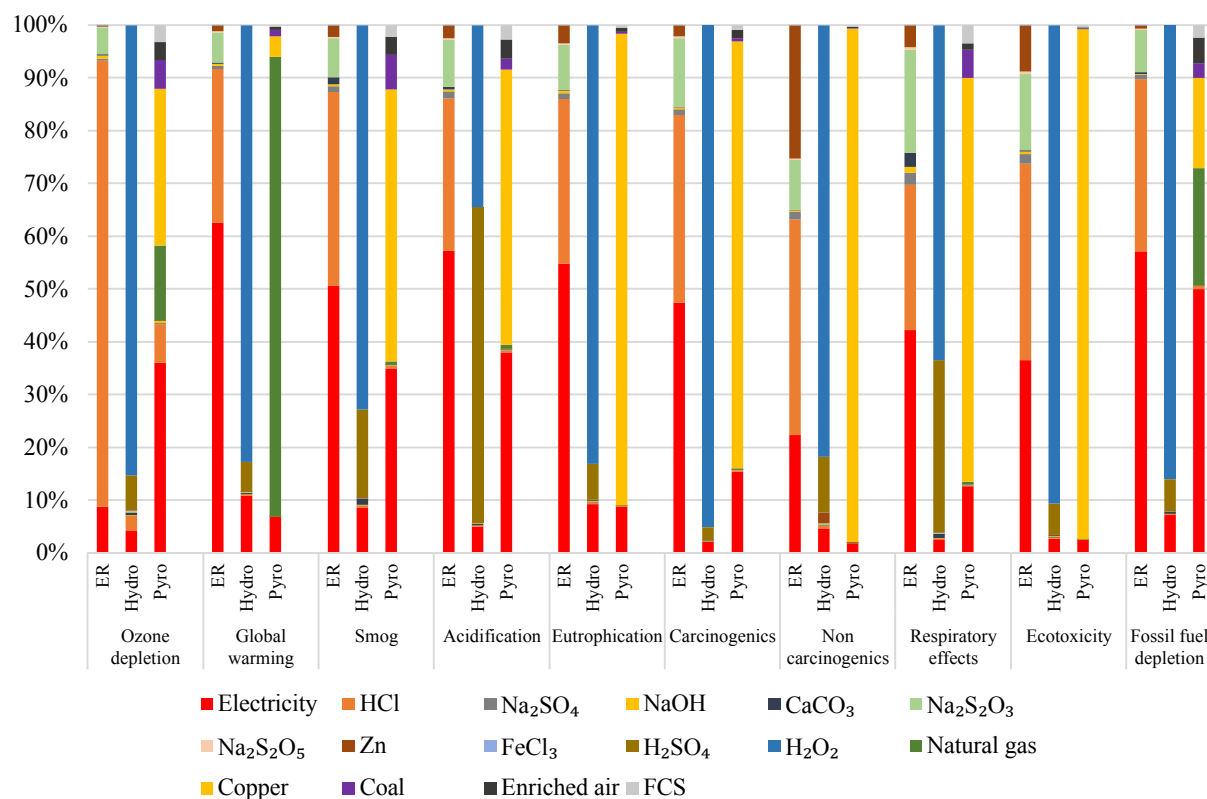 100%
90%
80%
70%
60%
50%
40%
30%
20%
10%
0%
ER Hydro Pyro ER Hydro Pyro ER Hydro Pyro ER Hydro Pyro ER Hydro Pyro ER Hydro Pyro ER Hydro Pyro ER Hydro Pyro ER Hydro Pyro ER Hydro Pyro
Ozone depletion
Global warming
Smog
Acidification
Eutrophication
Carcinogenics
Non carcinogenics
Respiratory effects
Ecotoxicity
Fossil fuel depletion
Electricity HCl Na₂SO₄ NaOH CaCO₃ Na₂S₂O₃
Na₂S₂O₅ Zn FeCl₃ H₂SO₄ H₂O₂ Natural gas
Copper Coal Enriched air FCS